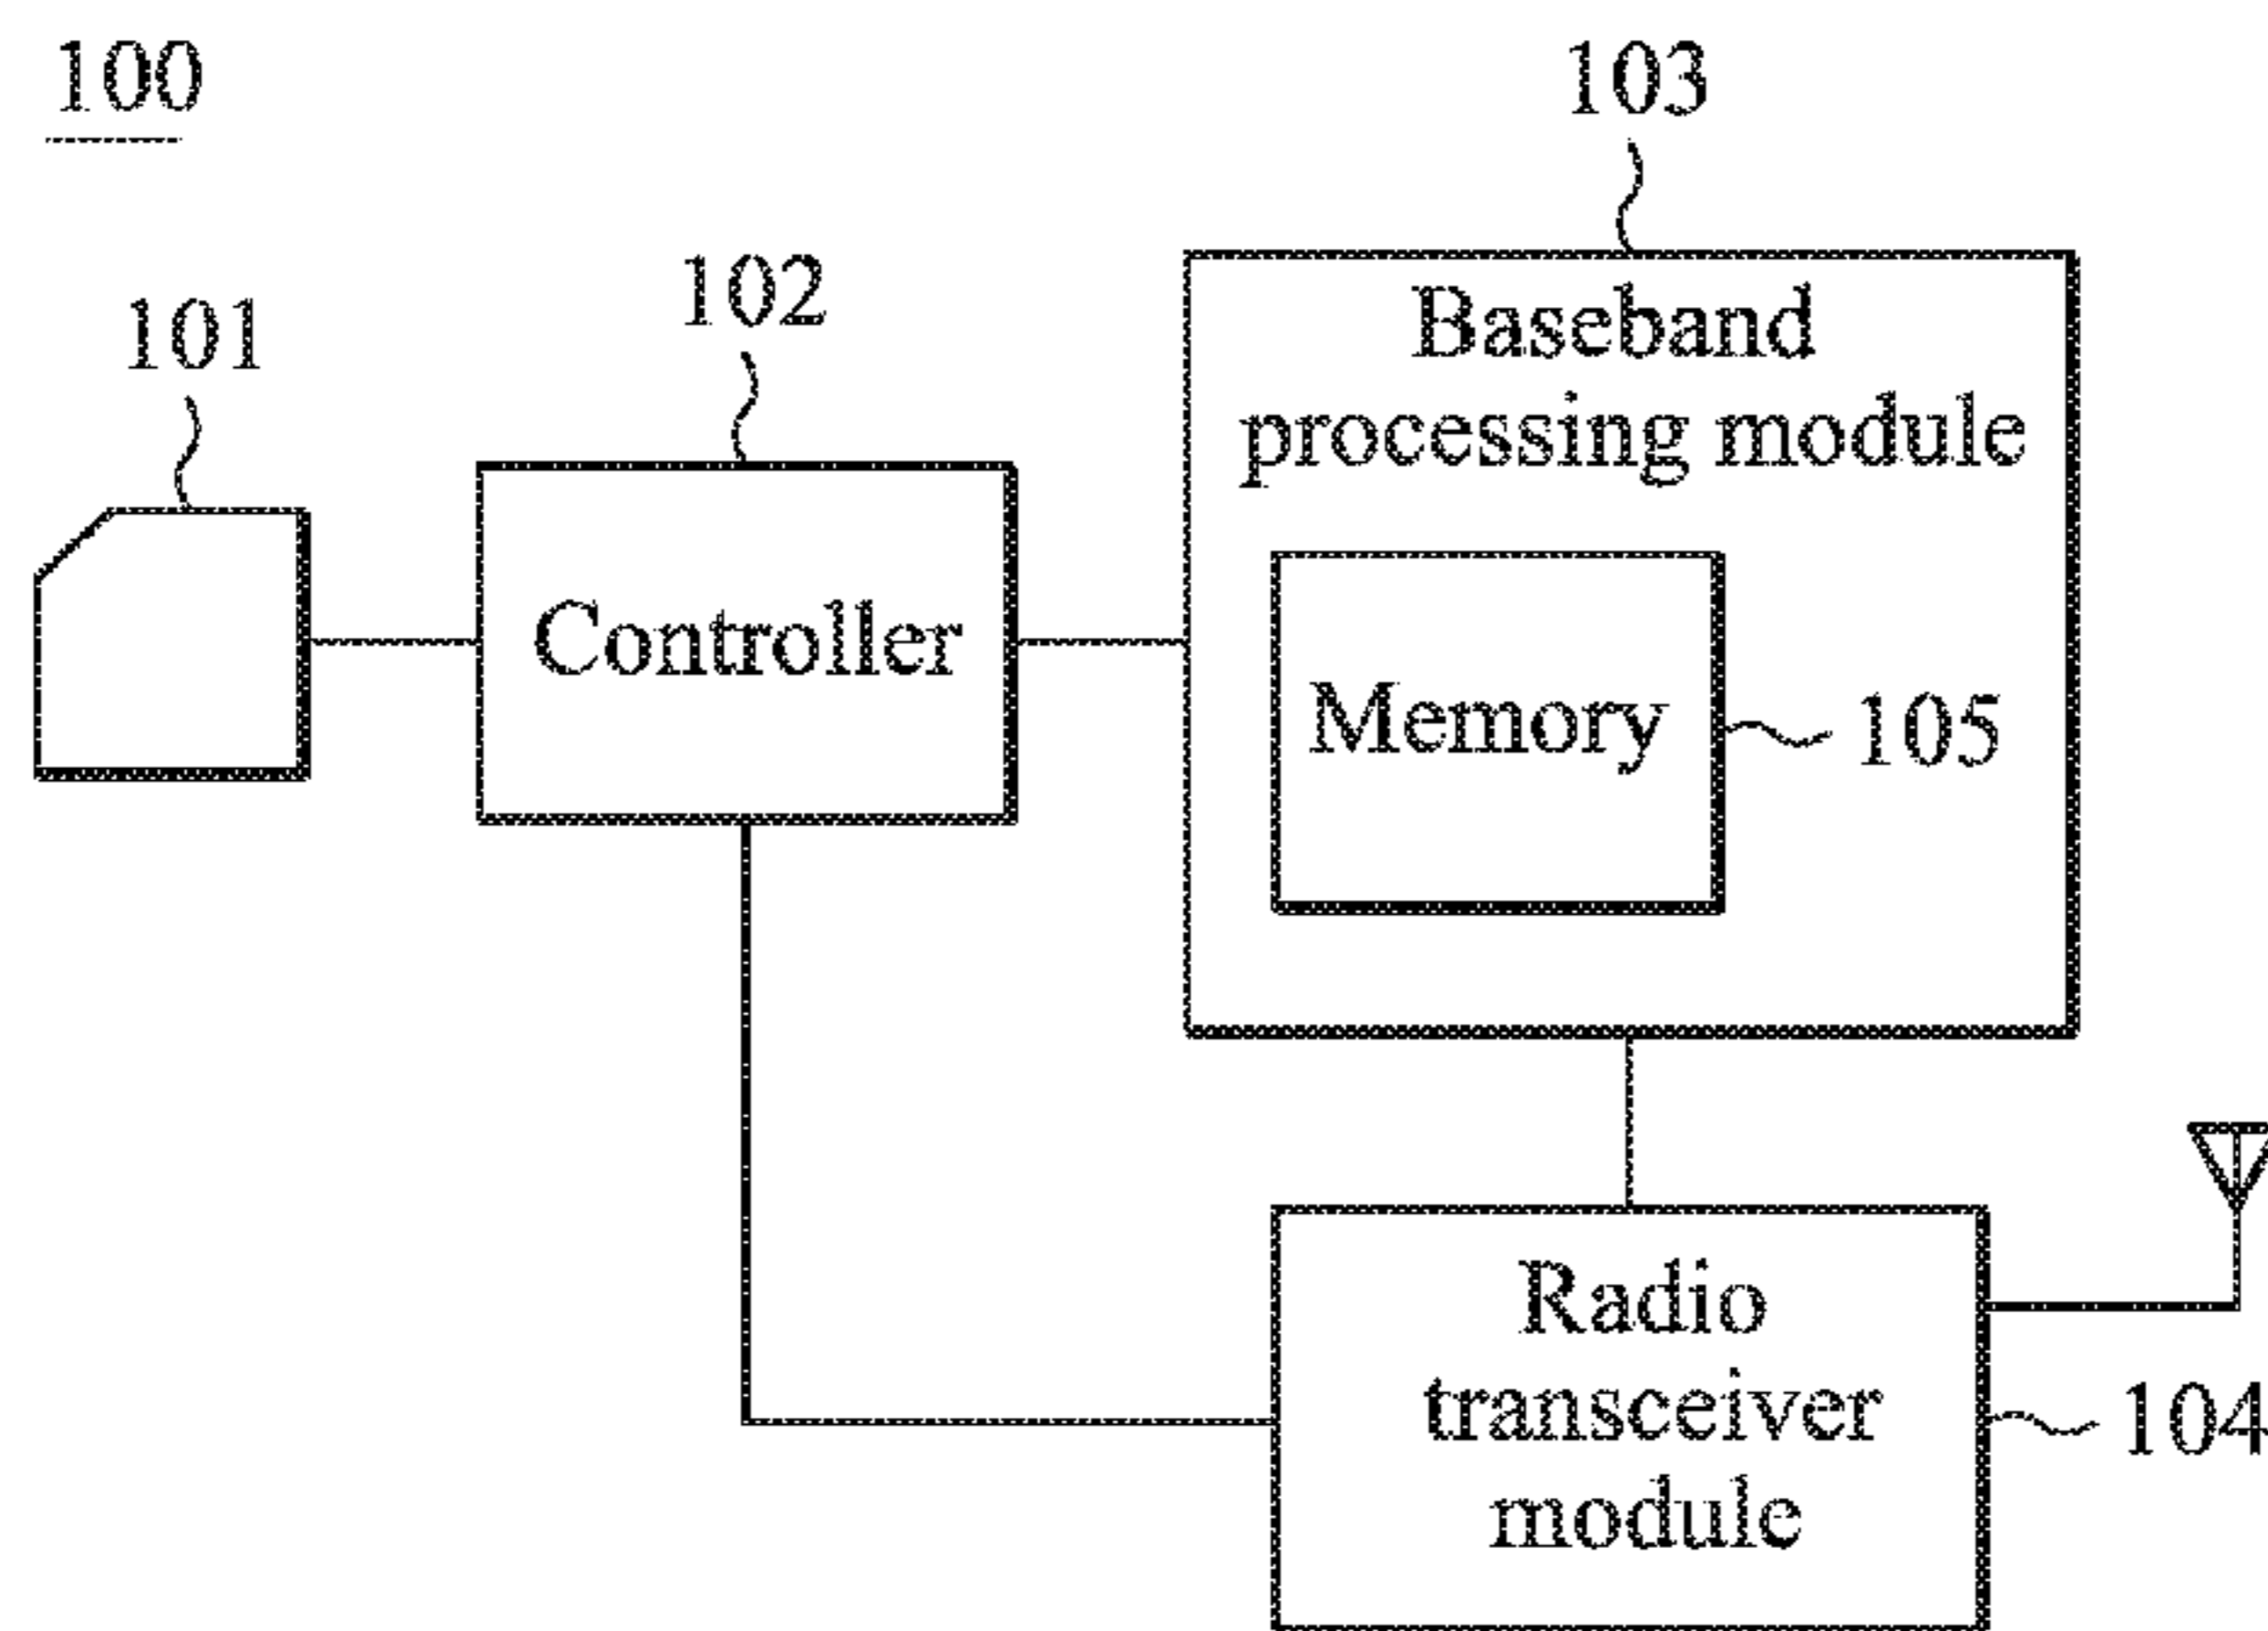 100
103
102
101
Baseband
processing module
Controller
Memory
105
Radio
transceiver
module
104